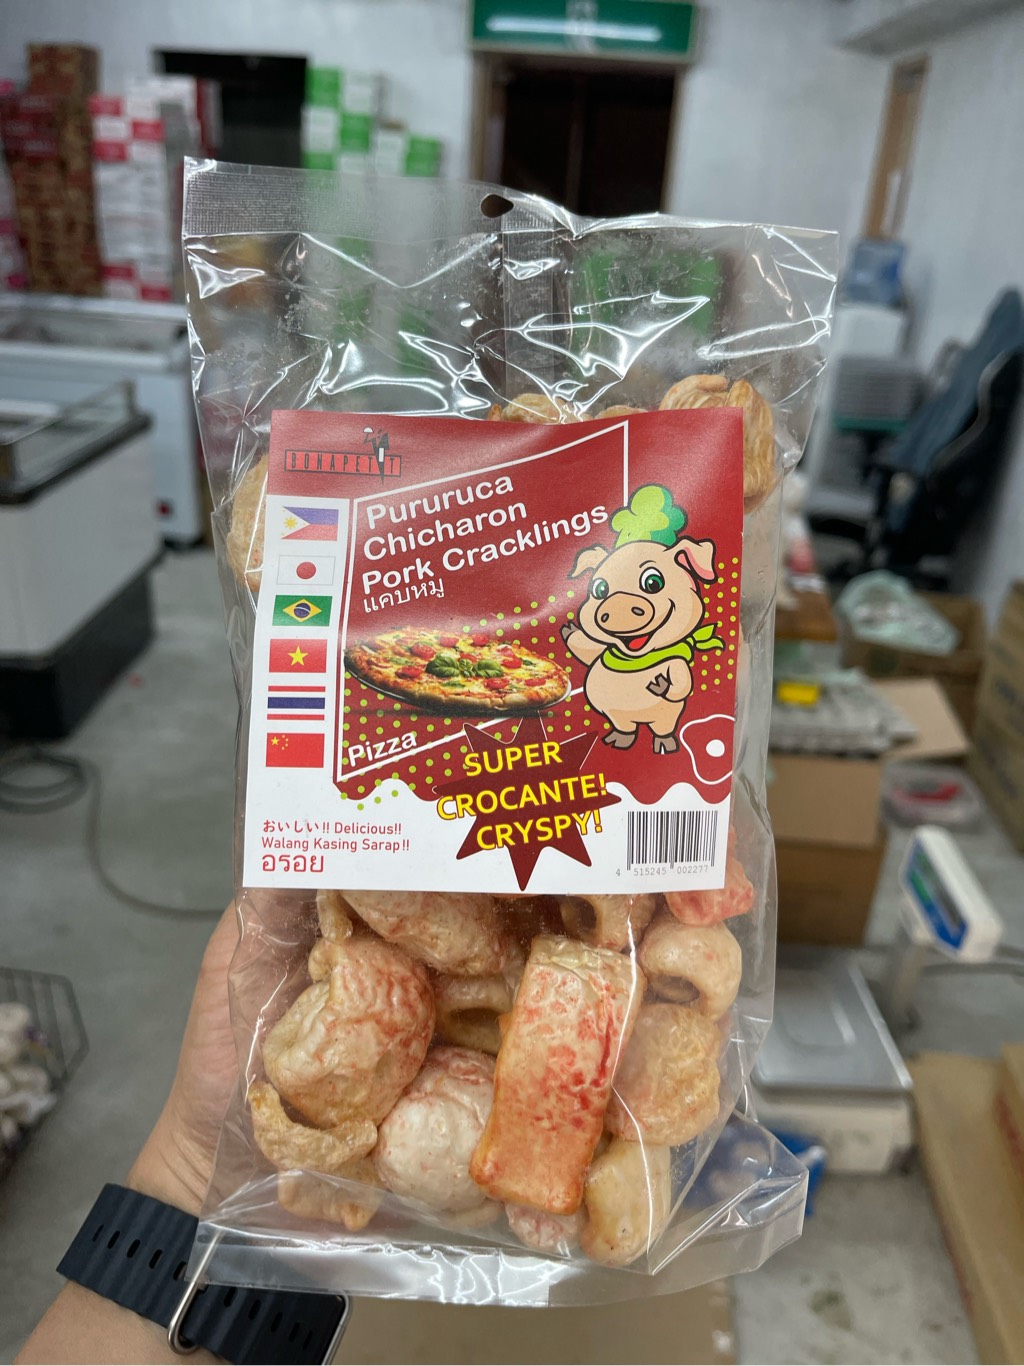 BONAPETIT
Pururuca
Chicharon
Pork Cracklings
แคบหมู
Pizza
SUPER
CROCANTE!
CRYSPY!
おいしい!! Delicious!!
Walang Kasing Sarap!!
อรอย
4 515245 002277